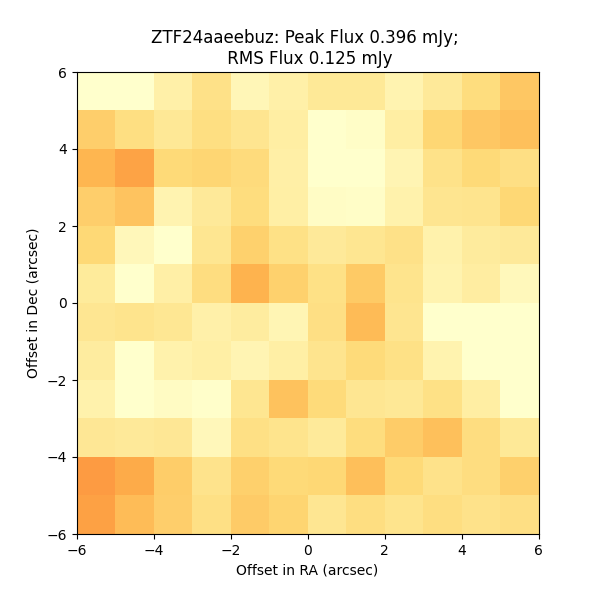 ZTF24aaeebuz: Peak Flux 0.396 mJy;
RMS Flux 0.125 mJy
6
4
2
0
−2
−4
−6
Offset in Dec (arcsec)
−6 −4 −2 0 2 4 6
Offset in RA (arcsec)